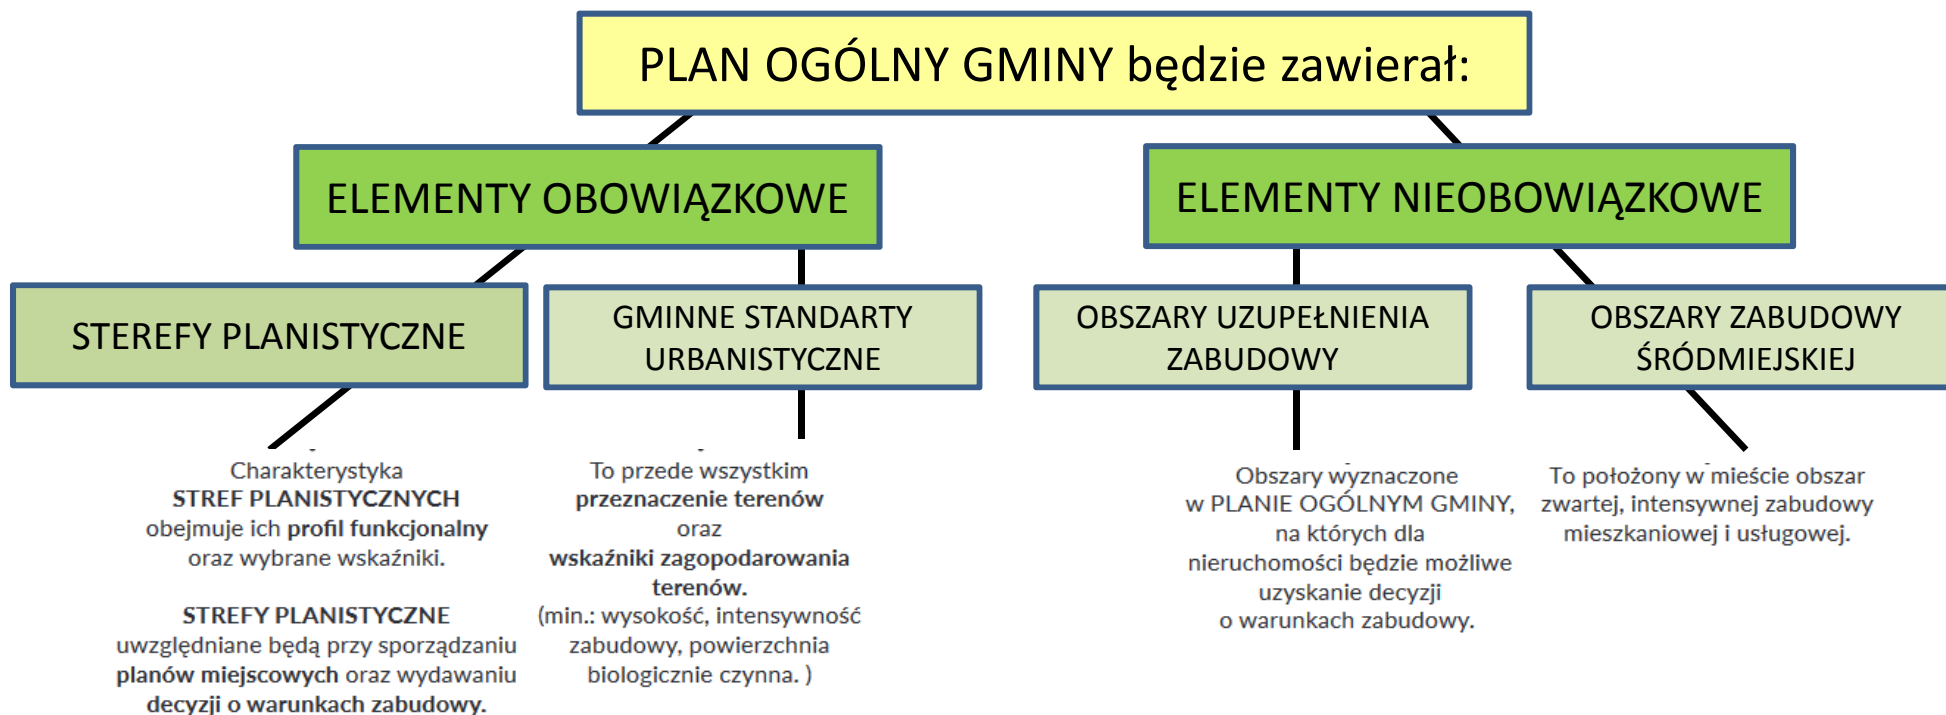 PLAN OGÓLNY GMINY będzie zawierał:
ELEMENTY OBOWIĄZKOWE
ELEMENTY NIEOBOWIĄZKOWE
STEREFY PLANISTYCZNE
GMINNE STANDARTY
URBANISTYCZNE
OBSZARY UZUPEŁNIENIA
ZABUDOWY
OBSZARY ZABUDOWY
ŚRÓDMIEJSKIEJ
Charakterystyka
STREF PLANISTYCZNYCH
obejmuje ich profil funkcjonalny
oraz wybrane wskaźniki.
STREFY PLANISTYCZNE
uwzględniane będą przy sporządzaniu
planów miejscowych oraz wydawaniu
decyzji o warunkach zabudowy.
To przede wszystkim
przeznaczenie terenów
oraz
wskaźniki zagopodarowania
terenów.
(min.: wysokość, intensywność
zabudowy, powierzchnia
biologicznie czynna. )
Obszary wyznaczone
w PLANIE OGÓLNYM GMINY,
na których dla
nieruchomości będzie możliwe
uzyskanie decyzji
o warunkach zabudowy.
To położony w mieście obszar
zwartej, intensywnej zabudowy
mieszkaniowej i usługowej.